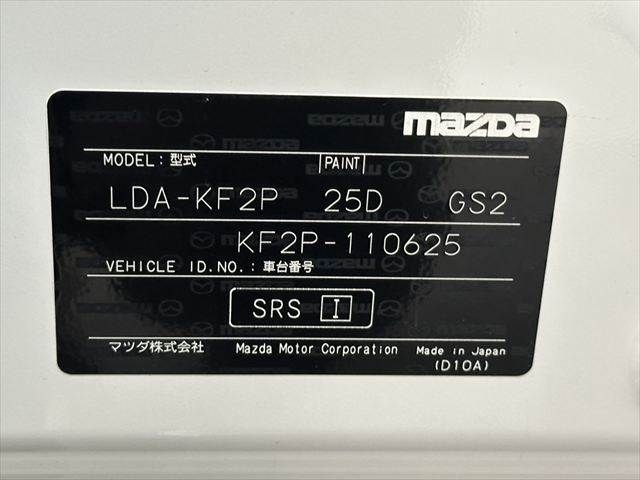 mazda
MODEL: 型式 PAINT
LDA-KF2P 25D GS2
KF2P-110625
VEHICLE ID.NO.: 車台番号
SRS I
マツダ株式会社 Mazda Motor Corporation Made in Japan
(D10A)